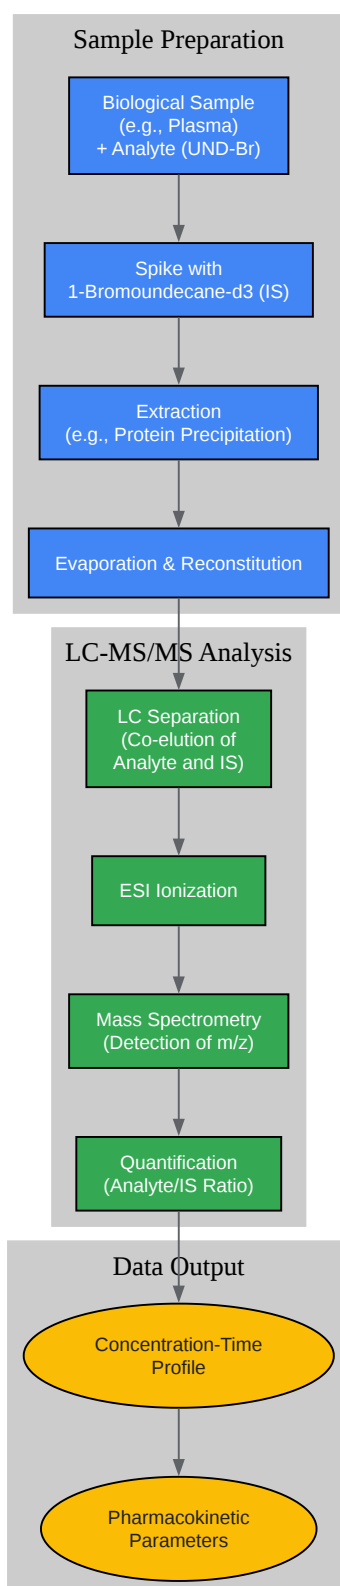 Sample Preparation
Biological Sample
(e.g., Plasma)
+ Analyte (UND-Br)
Spike with
1-Bromoundecane-d3 (IS)
Extraction
(e.g., Protein Precipitation)
Evaporation & Reconstitution
LC-MS/MS Analysis
LC Separation
(Co-elution of
Analyte and IS)
ESI Ionization
Mass Spectrometry
(Detection of m/z)
Quantification
(Analyte/IS Ratio)
Data Output
Concentration-Time
Profile
Pharmacokinetic
Parameters